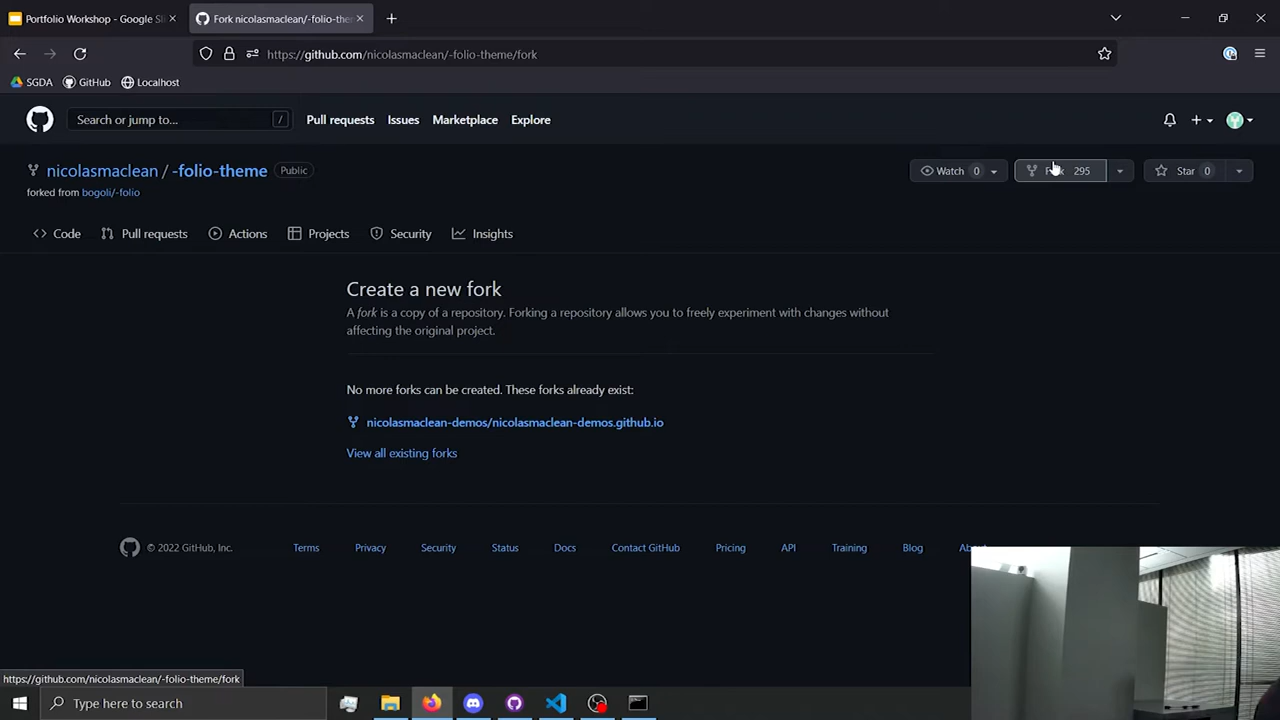 Portfolio Workshop - Google Sli
Fork nicolasmaclean/-folio-then
https://github.com/nicolasmaclean/-folio-theme/fork
SGDA
GitHub
Localhost
Search or jump to...
/
Pull requests
Issues
Marketplace
Explore
nicolasmaclean / -folio-theme
Public
Watch 0
295
Star 0
forked from bogoli/-folio
Code
Pull requests
Actions
Projects
Security
Insights
Create a new fork
A fork is a copy of a repository. Forking a repository allows you to freely experiment with changes without
affecting the original project.
No more forks can be created. These forks already exist:
nicolasmaclean-demos/nicolasmaclean-demos.github.io
View all existing forks
© 2022 GitHub, Inc.
Terms
Privacy
Security
Status
Docs
Contact GitHub
Pricing
API
Training
Blog
https://github.com/nicolasmaclean/-folio-theme/fork
Type here to search